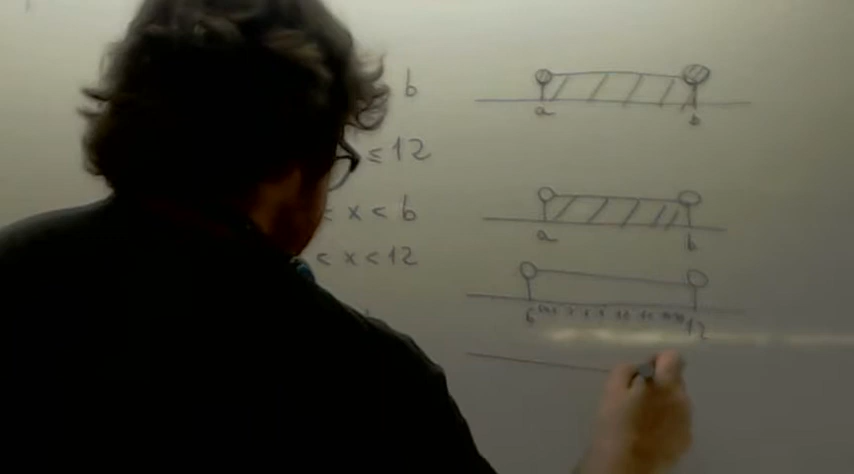 b
a b
≤ 12
< x < b
a b
< x < 12
6 12